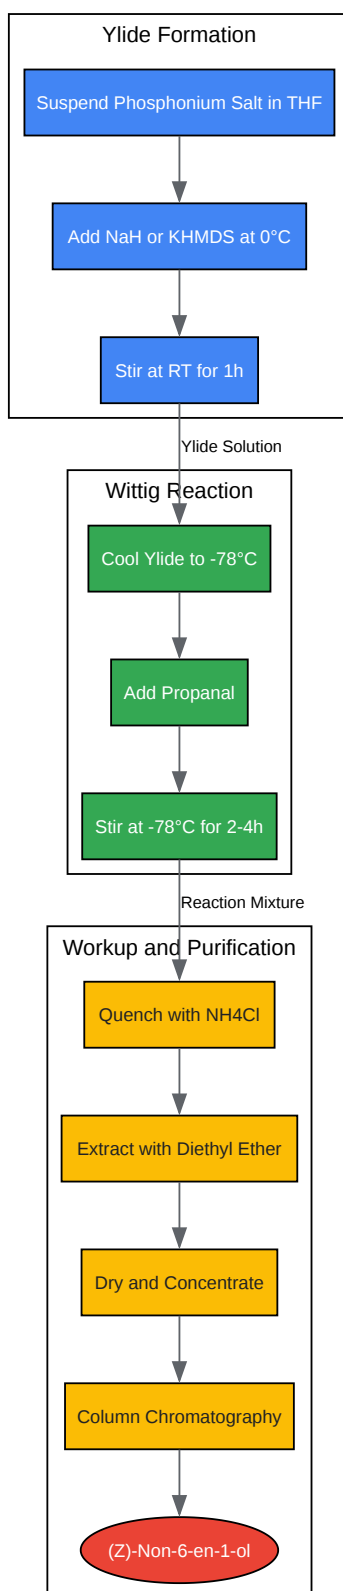 Ylide Formation
Suspend Phosphonium Salt in THF
Add NaH or KHMDS at 0°C
Stir at RT for 1h
Ylide Solution
Wittig Reaction
Cool Ylide to -78°C
Add Propanal
Stir at -78°C for 2-4h
Reaction Mixture
Workup and Purification
Quench with NH4Cl
Extract with Diethyl Ether
Dry and Concentrate
Column Chromatography
(Z)-Non-6-en-1-ol